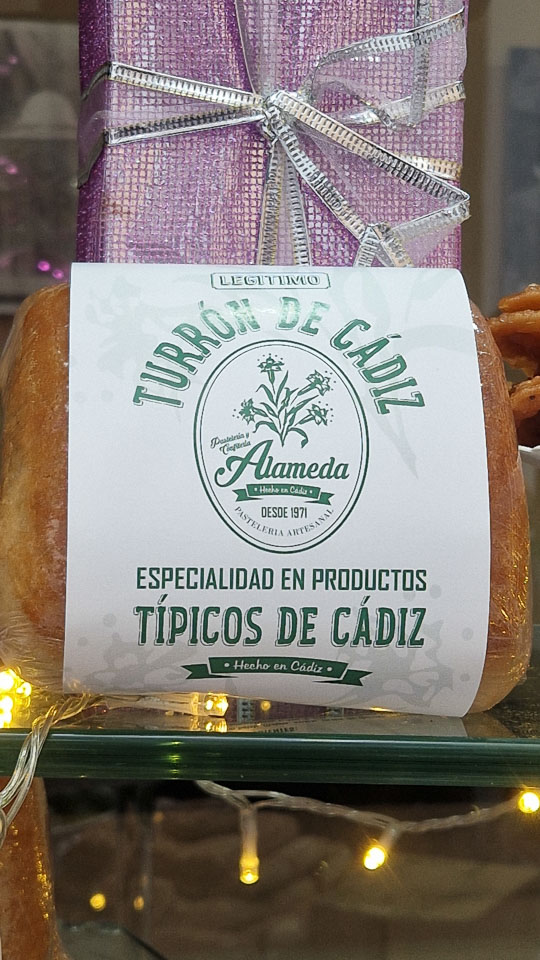 LEGITIMO
TURRÓN DE CÁDIZ
Pastelería y
Confitería
Alameda
• Hecho en Cádiz •
DESDE 1971
PASTELERIA ARTESANAL
ESPECIALIDAD EN PRODUCTOS
TÍPICOS DE CÁDIZ
• Hecho en Cádiz •